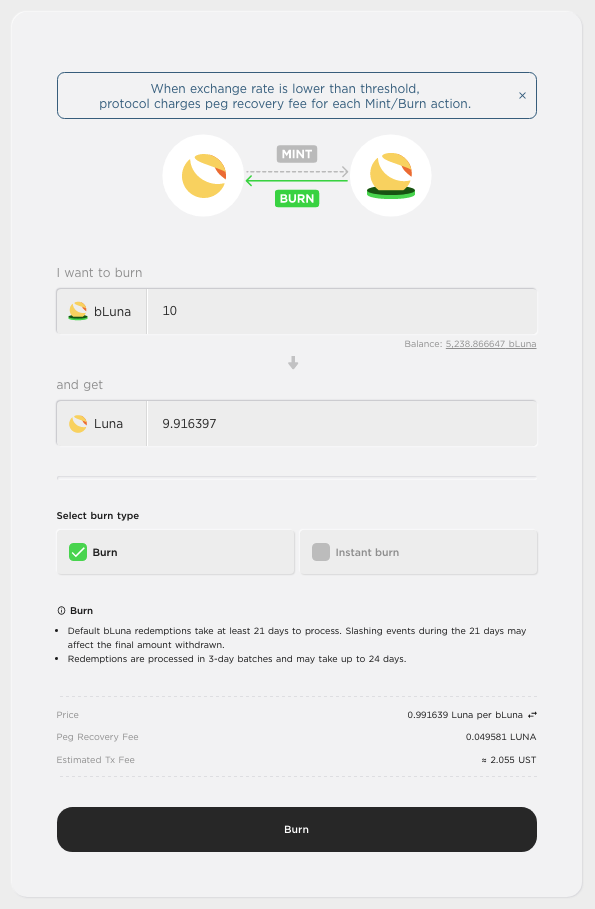 When exchange rate is lower than threshold,
protocol charges peg recovery fee for each Mint/Burn action.
×
MINT
BURN
I want to burn
bLuna
10
Balance: 5,238.866647 bLuna
and get
Luna
9.916397
Select burn type
Burn
Instant burn
Burn
• Default bLuna redemptions take at least 21 days to process. Slashing events during the 21 days may
affect the final amount withdrawn.
• Redemptions are processed in 3-day batches and may take up to 24 days.
Price 0.991639 Luna per bLuna
Peg Recovery Fee 0.049581 LUNA
Estimated Tx Fee ≈ 2.055 UST
Burn